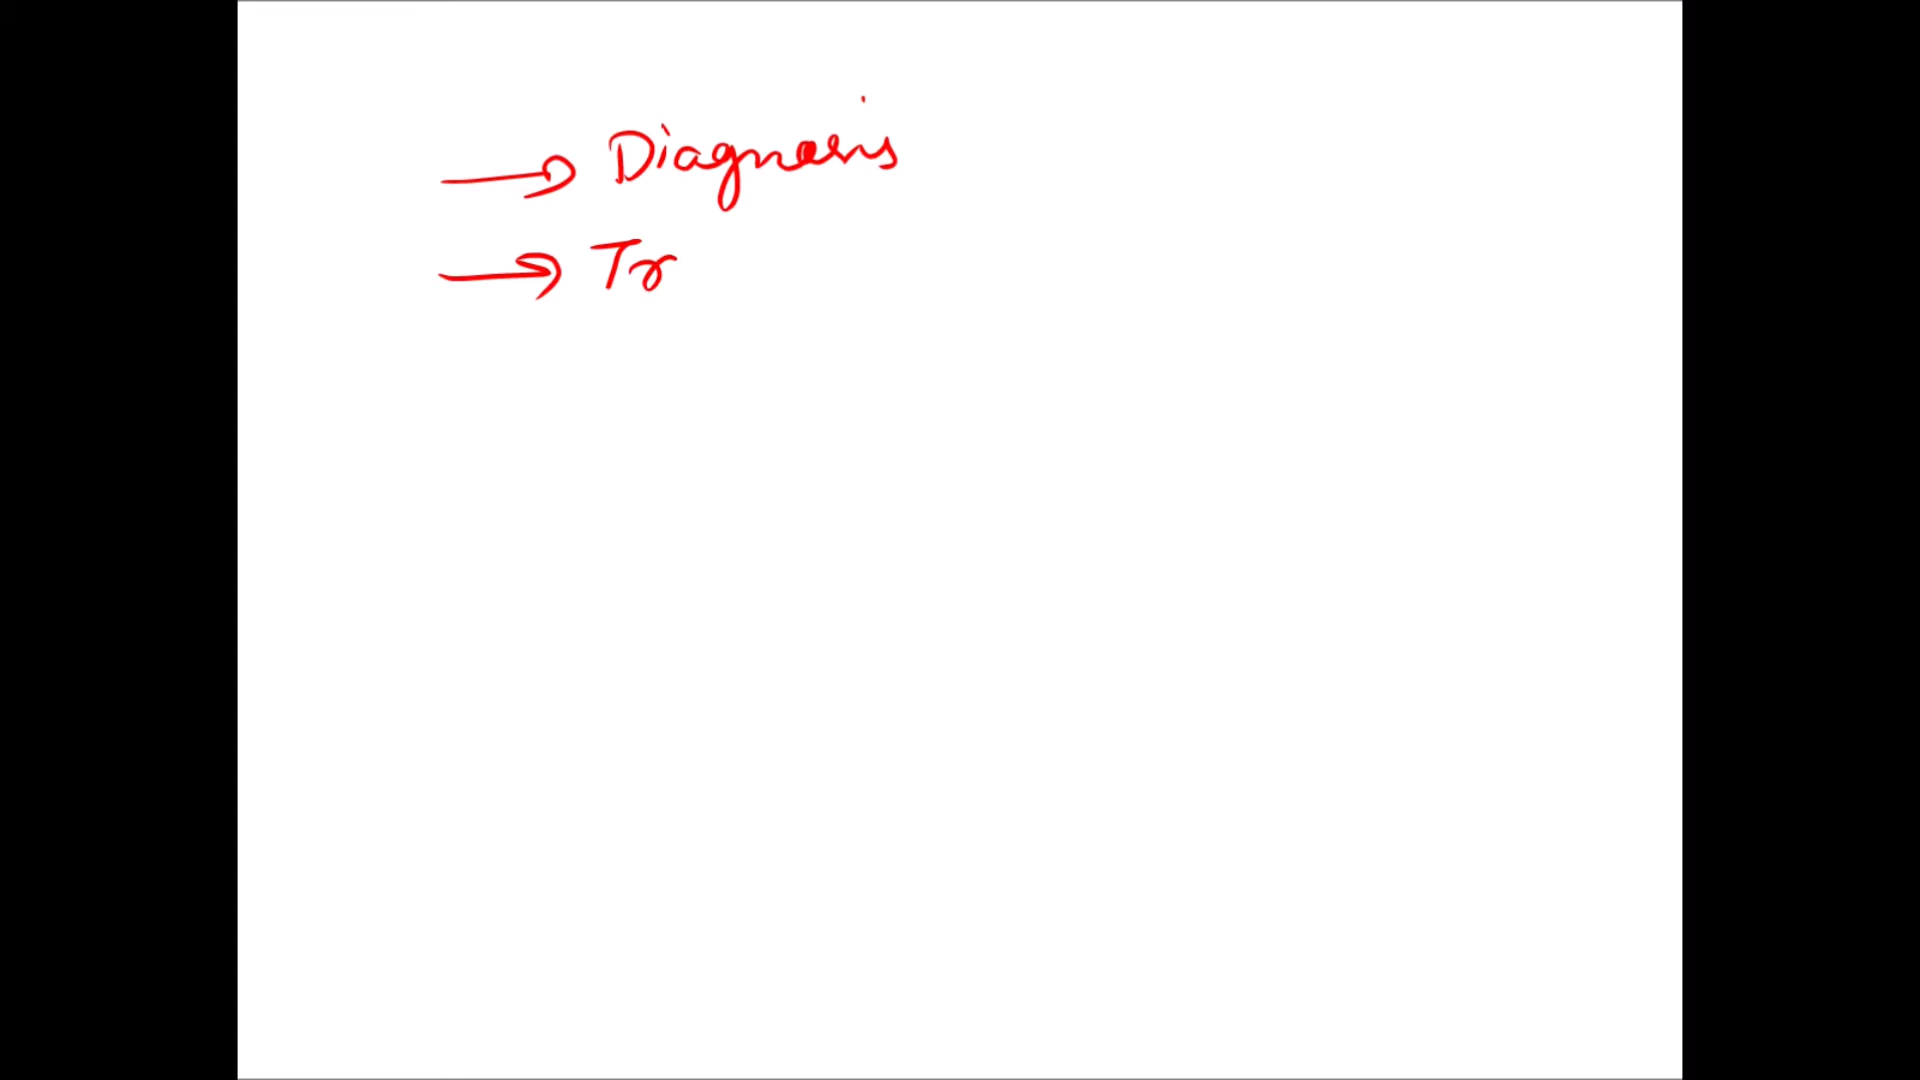 → Diagnosis
→ Tr